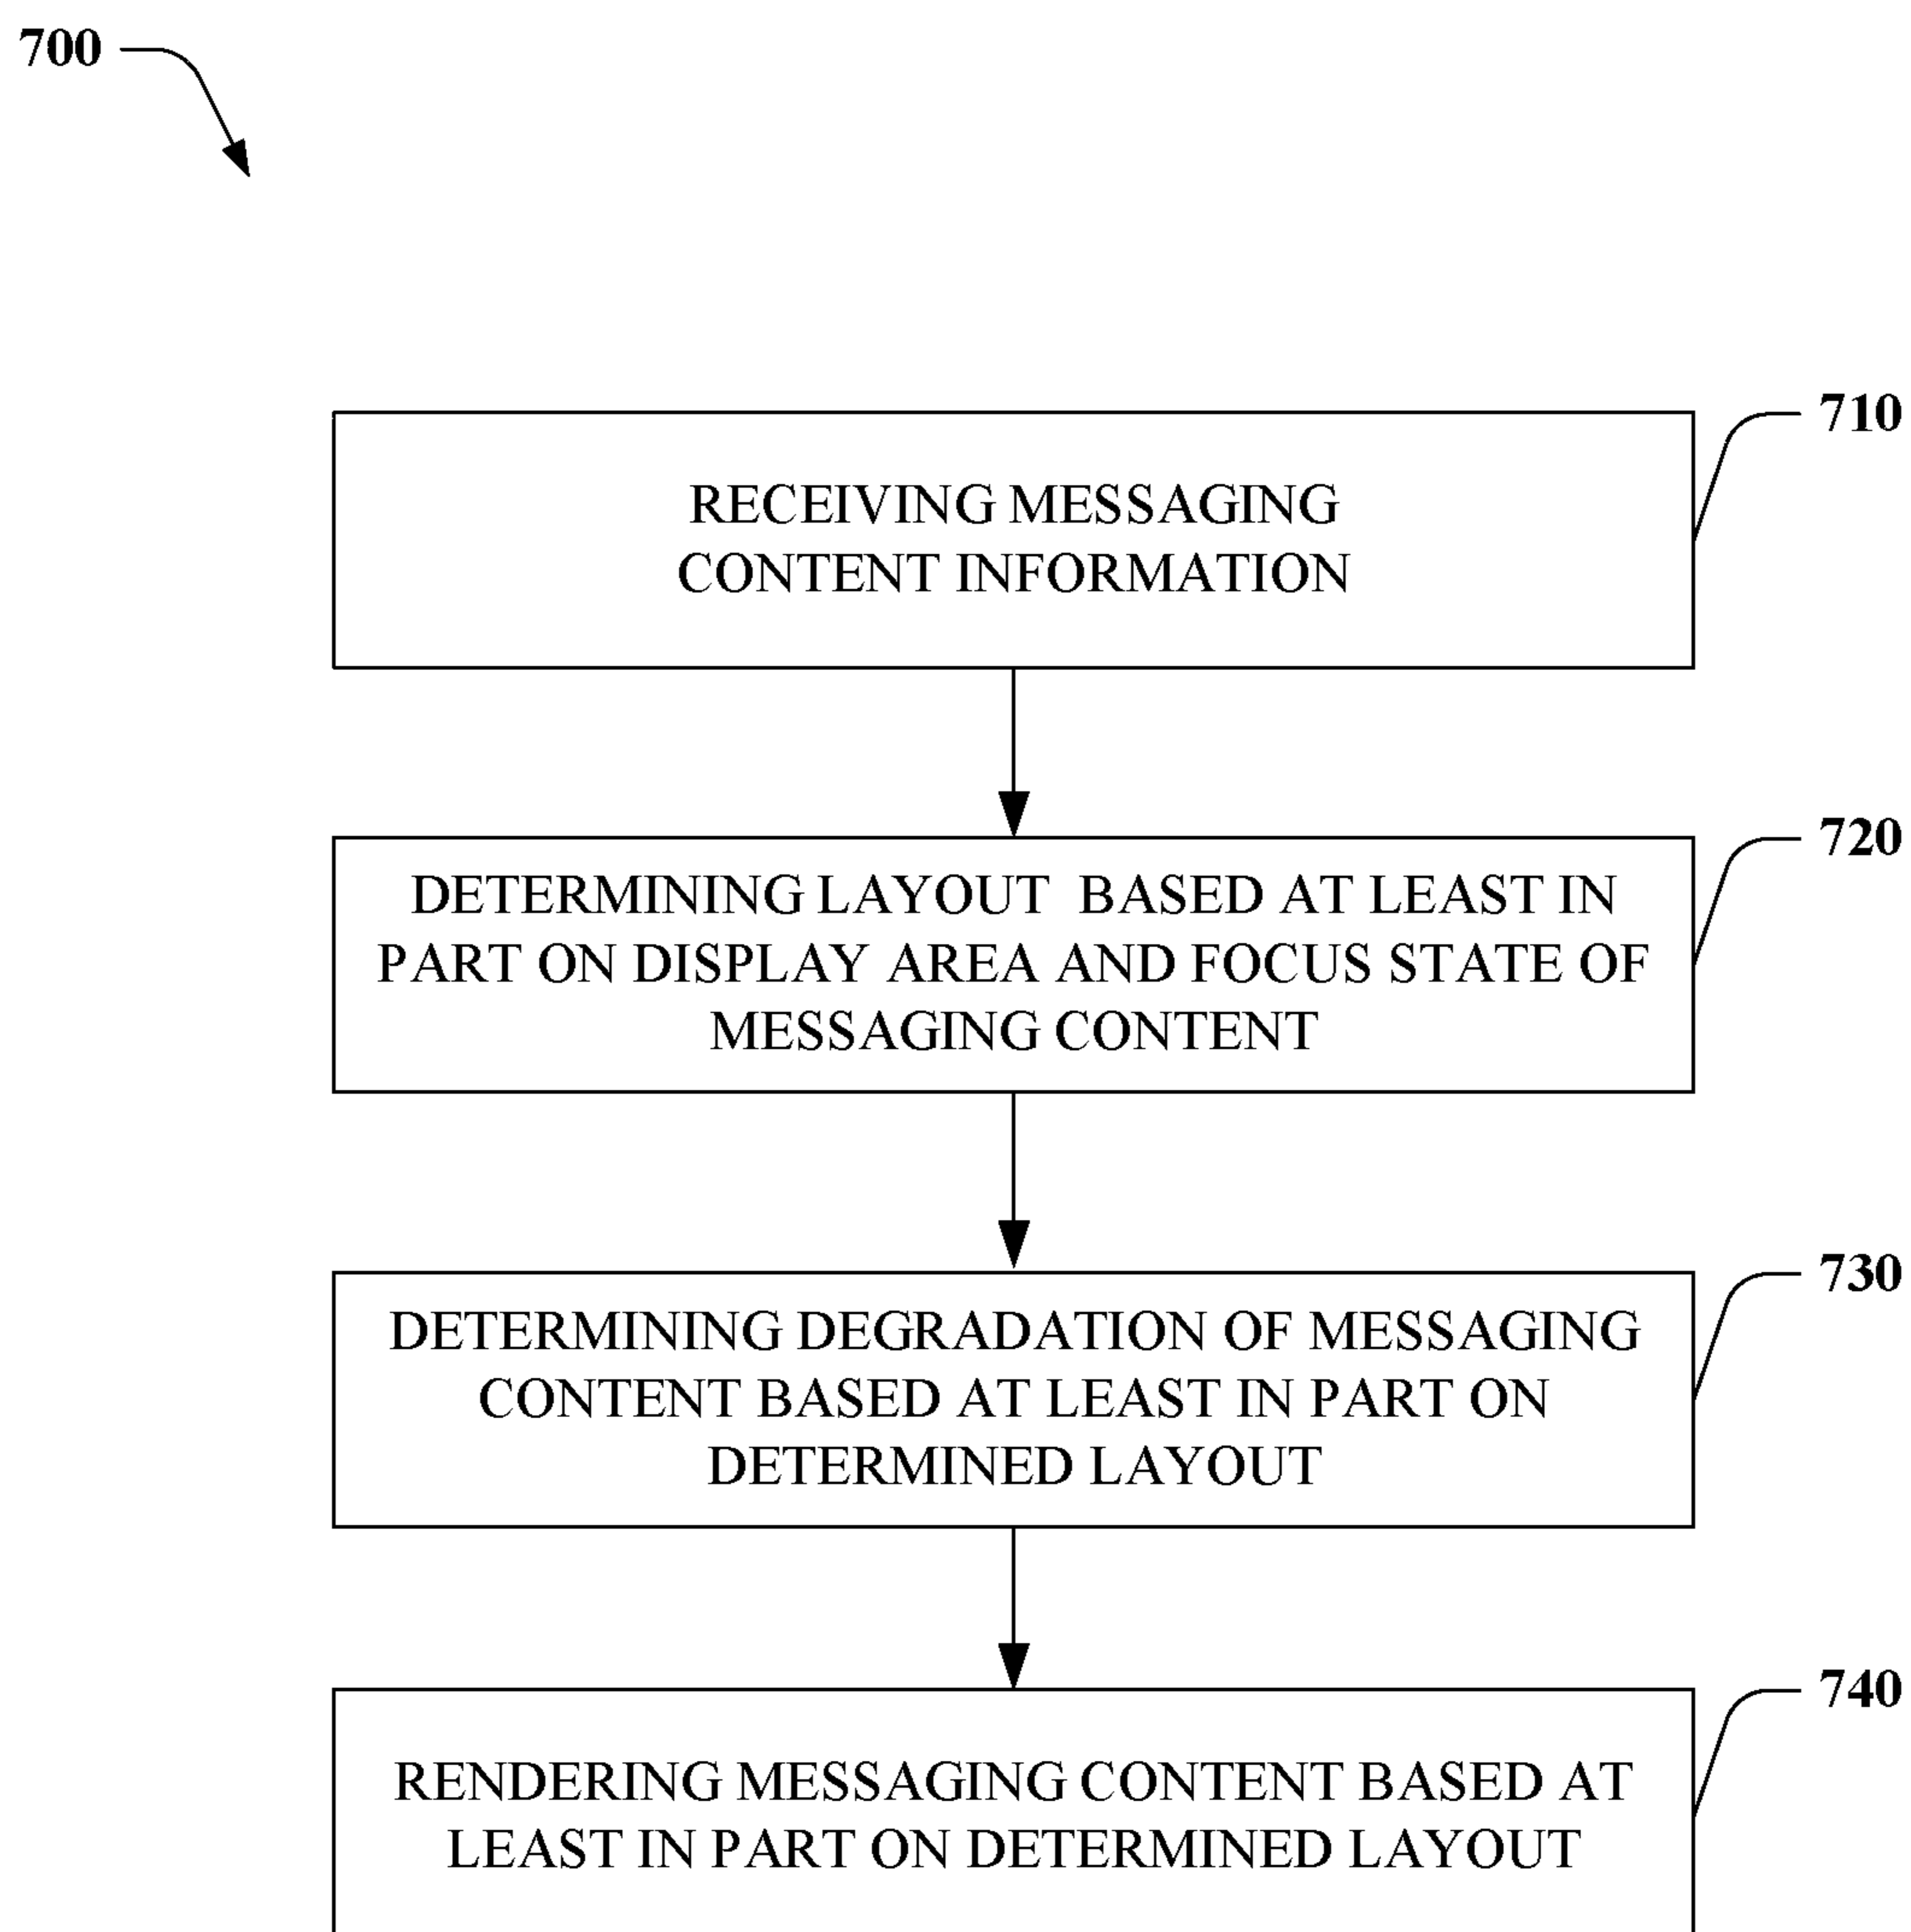 700
710
RECEIVING MESSAGING
CONTENT INFORMATION
720
DETERMINING LAYOUT BASED AT LEAST IN
PART ON DISPLAY AREA AND FOCUS STATE OF
MESSAGING CONTENT
730
DETERMINING DEGRADATION OF MESSAGING
CONTENT BASED AT LEAST IN PART ON
DETERMINED LAYOUT
740
RENDERING MESSAGING CONTENT BASED AT
LEAST IN PART ON DETERMINED LAYOUT